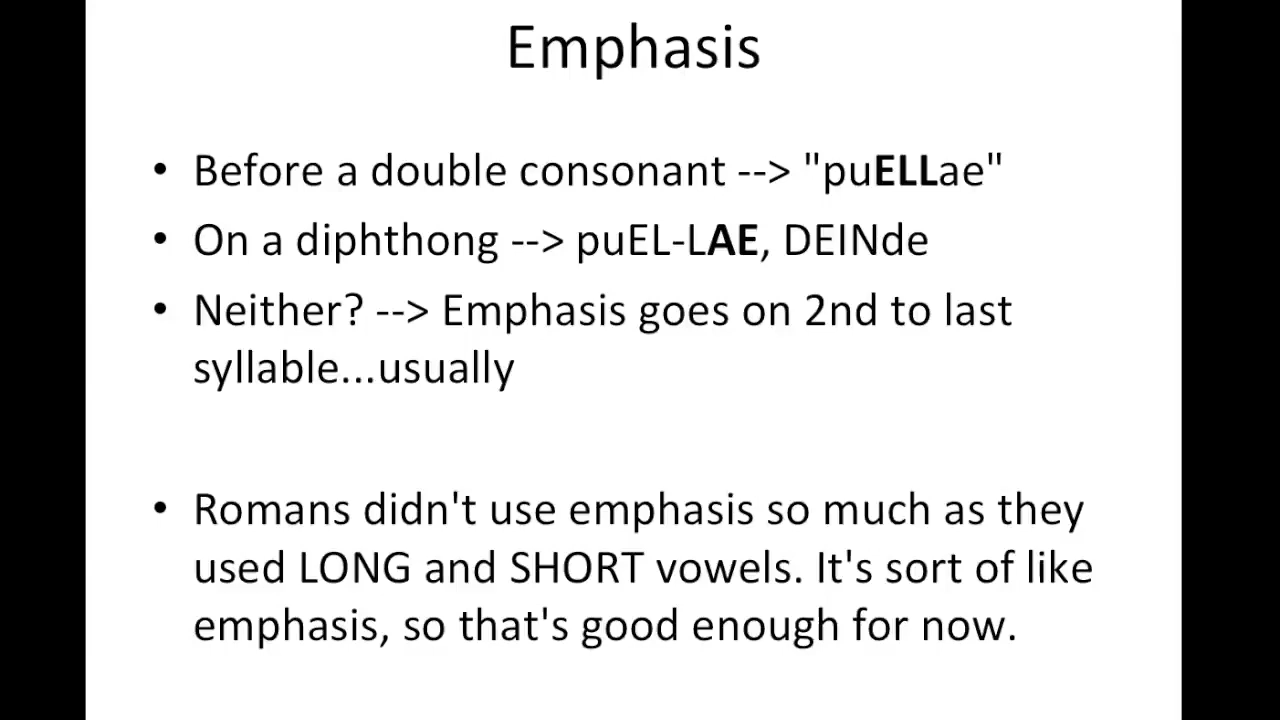 Emphasis
• Before a double consonant --> "puELLae"
• On a diphthong --> puEL-LAE, DEINde
• Neither? --> Emphasis goes on 2nd to last
syllable...usually
• Romans didn't use emphasis so much as they
used LONG and SHORT vowels. It's sort of like
emphasis, so that's good enough for now.